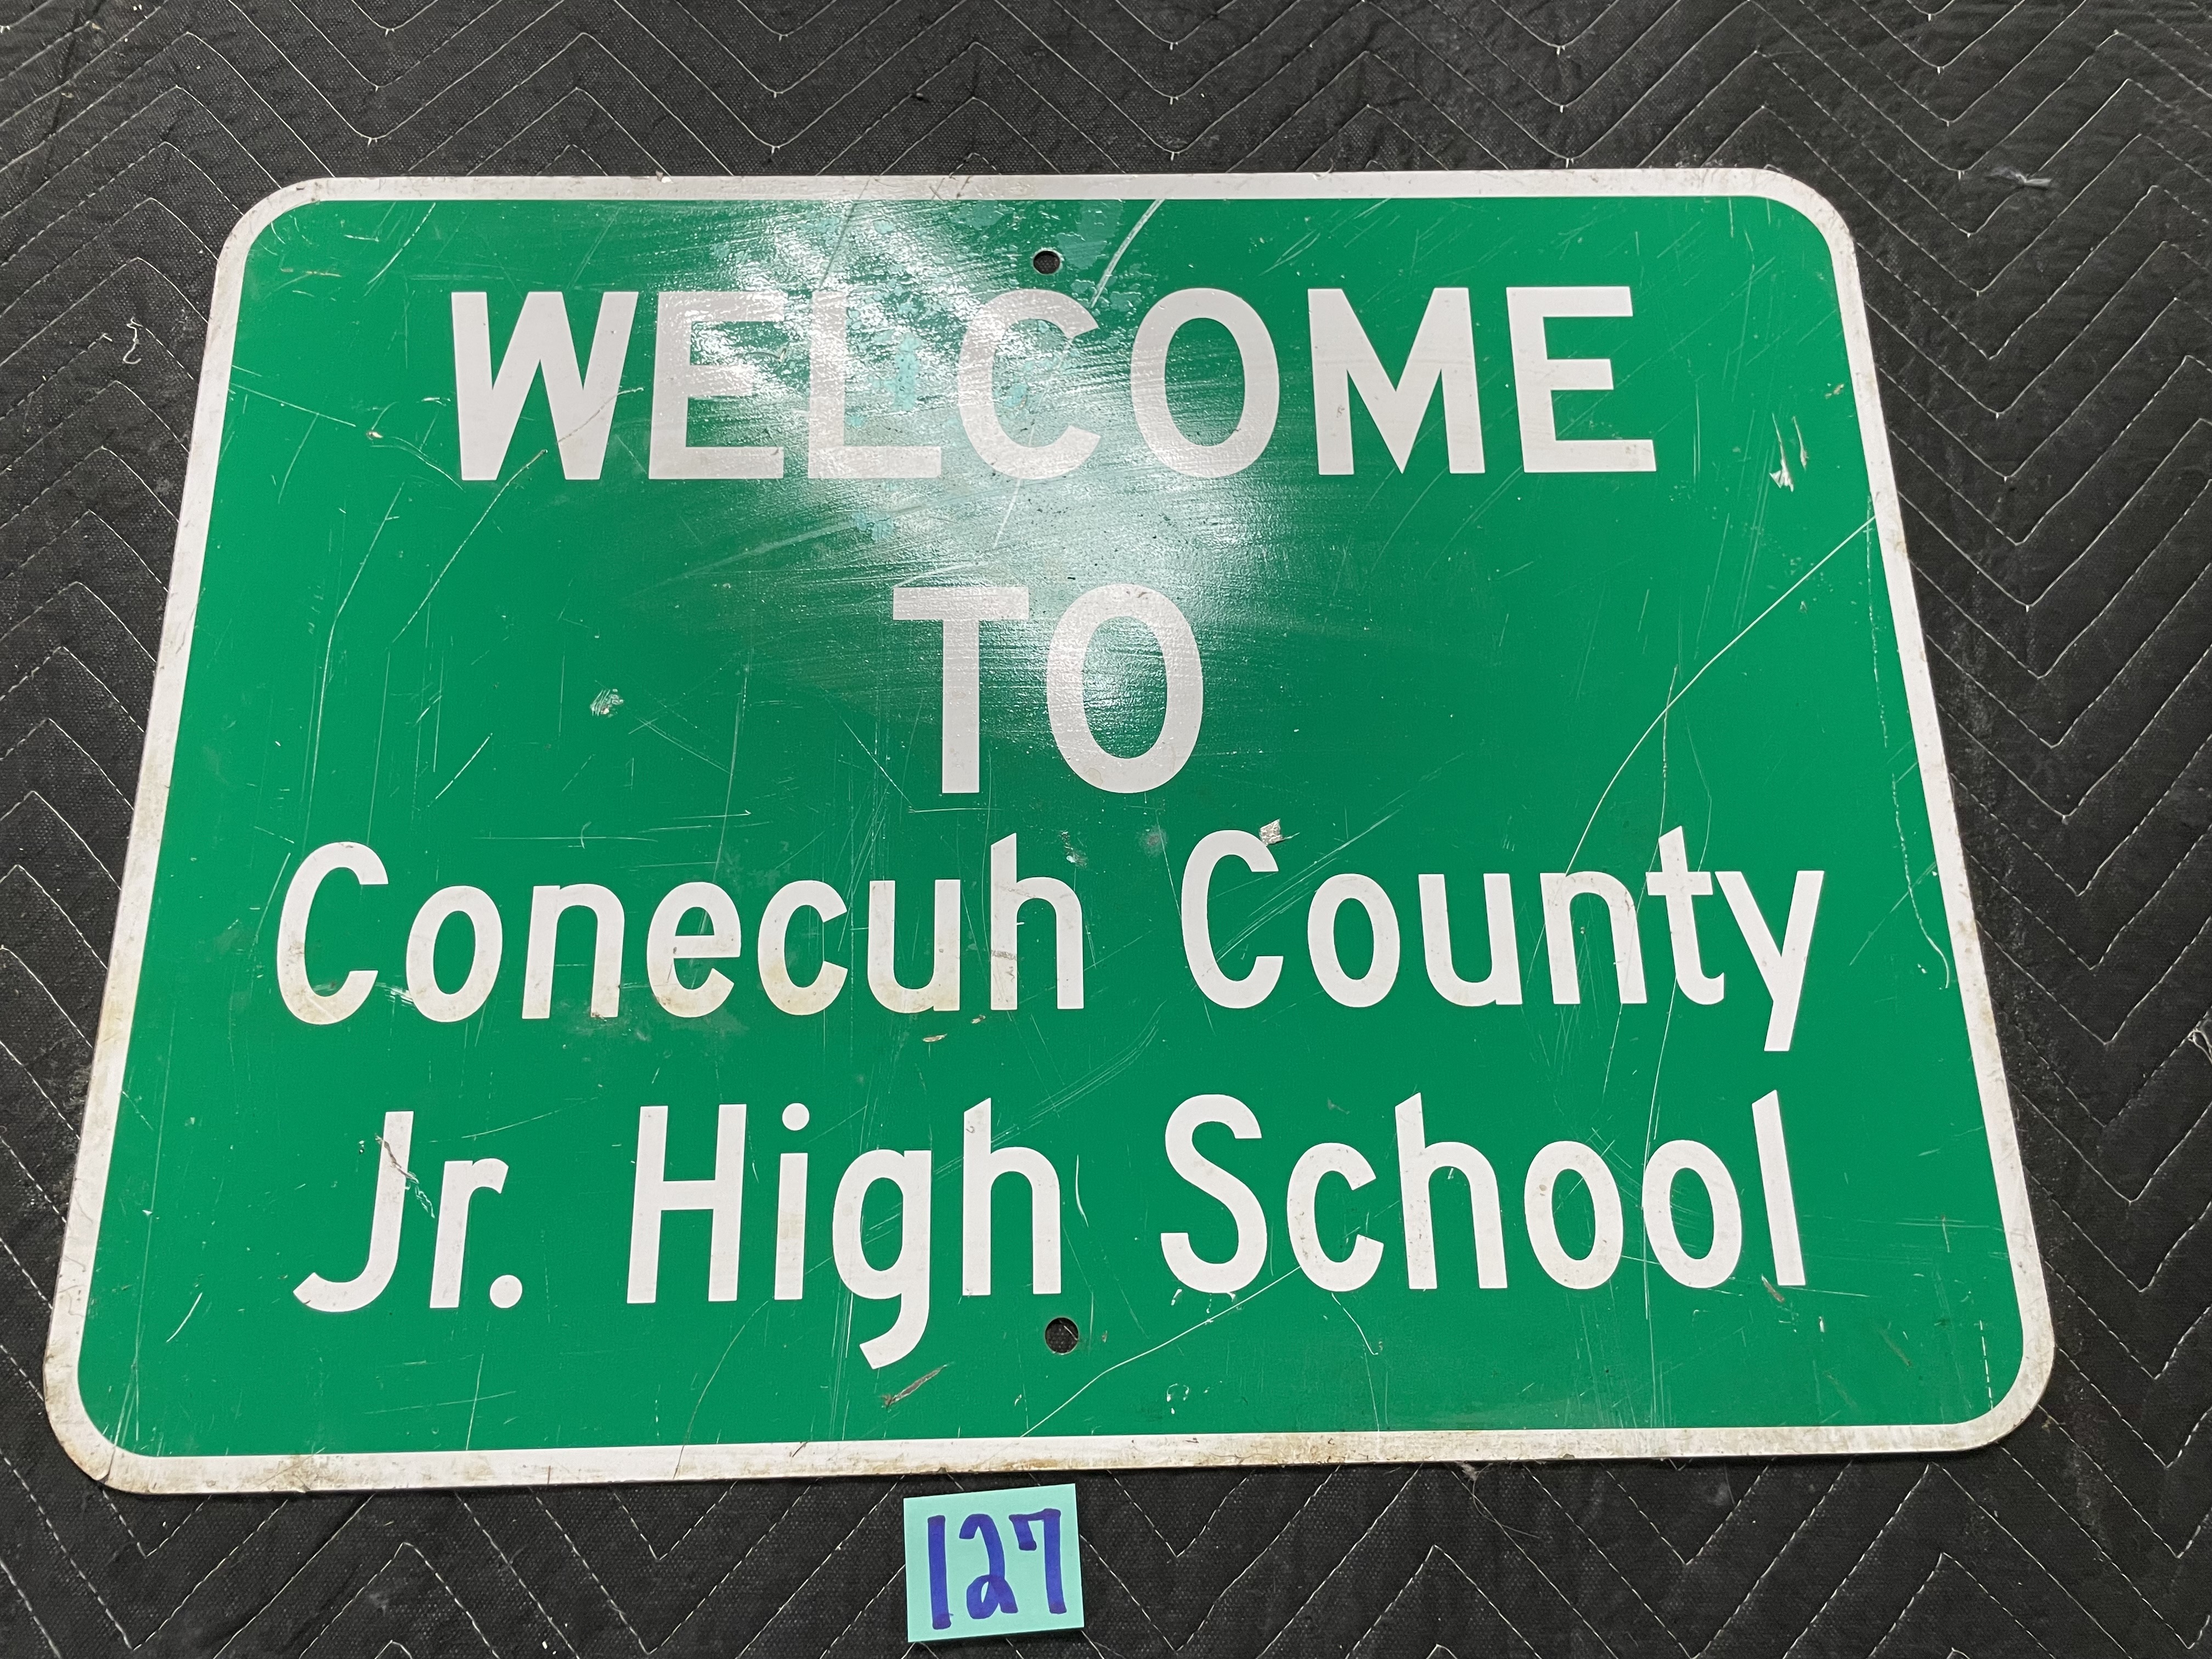 WELCOME
TO
Conecuh County
Jr. High School
127